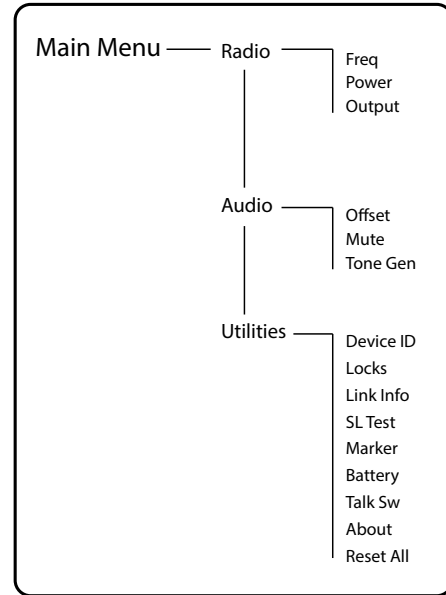 Main Menu Radio
Freq
Power
Output
Audio
Offset
Mute
Tone Gen
Utilities
Device ID
Locks
Link Info
SL Test
Marker
Battery
Talk Sw
About
Reset All